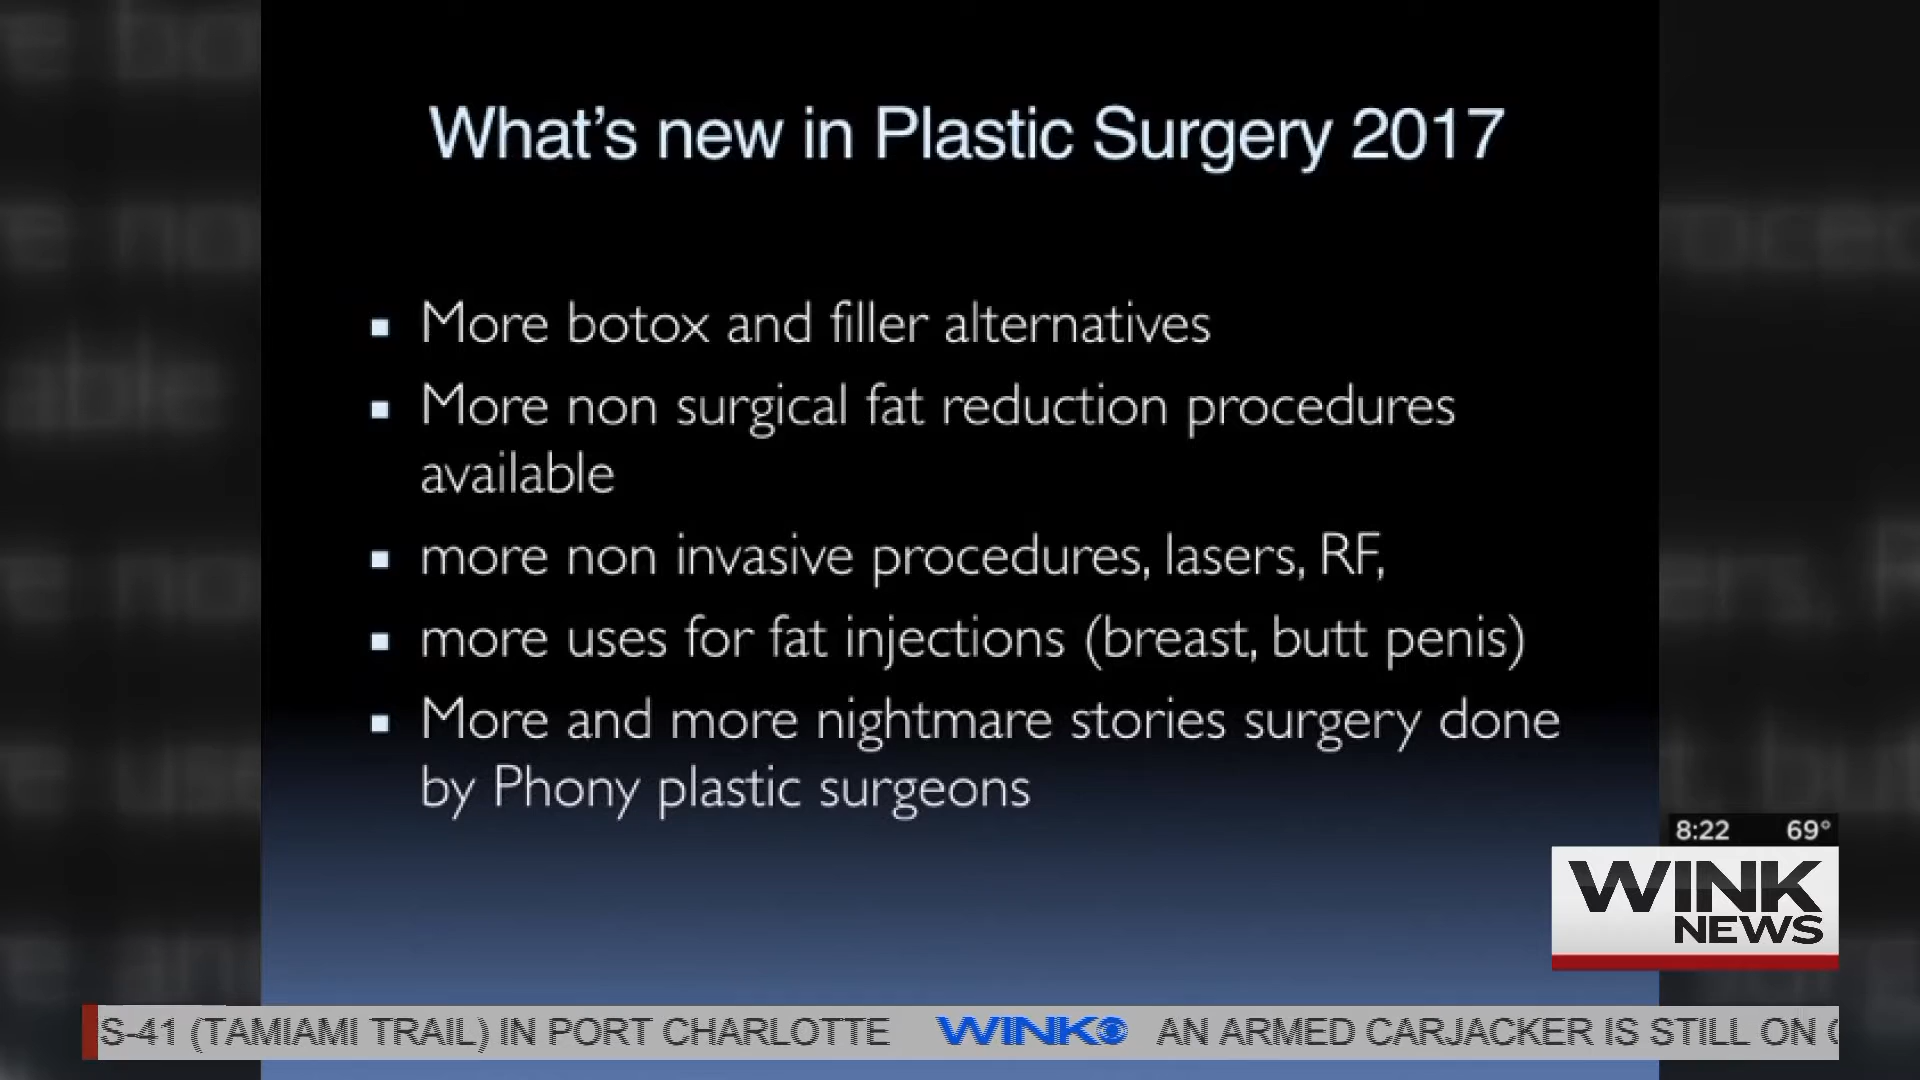 What's new in Plastic Surgery 2017
More botox and filler alternatives
More non surgical fat reduction procedures
available
more non invasive procedures, lasers, RF,
more uses for fat injections (breast, butt penis)
More and more nightmare stories surgery done
by Phony plastic surgeons
8:22 69°
WINK
NEWS
S-41 (TAMIAMI TRAIL) IN PORT CHARLOTTE WINK AN ARMED CARJACKER IS STILL ON